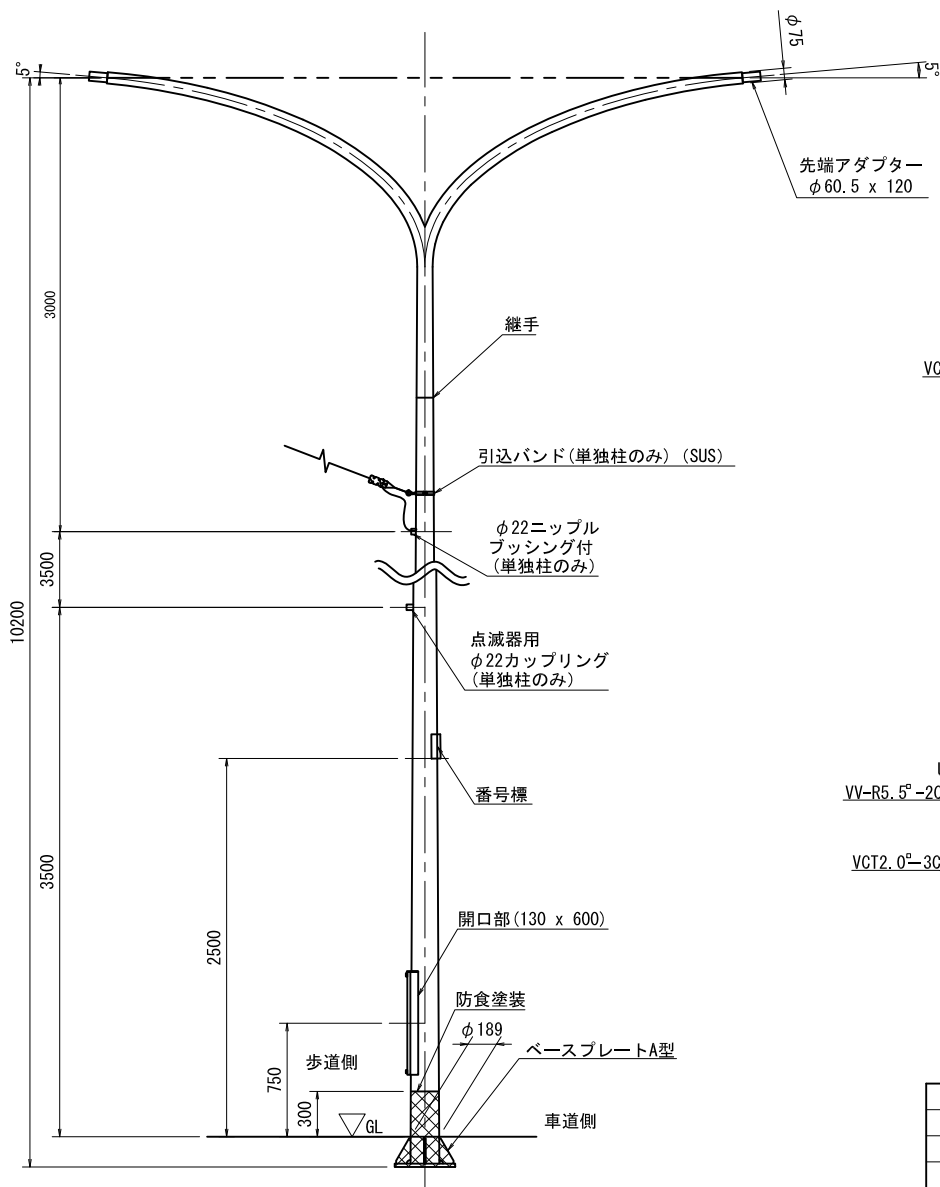 5°
φ75
5°
先端アダプター
φ60.5 x 120
3000
継手
VC
引込バンド(単独柱のみ) (SUS)
φ22ニップル
ブッシング付
(単独柱のみ)
3500
10200
点滅器用
φ22カップリング
(単独柱のみ)
番号標
VV-R5.5□-2C
VCT2.0□-3C
3500
2500
開口部(130 x 600)
防食塗装
φ189
ベースプレートA型
歩道側
750
300
GL
車道側